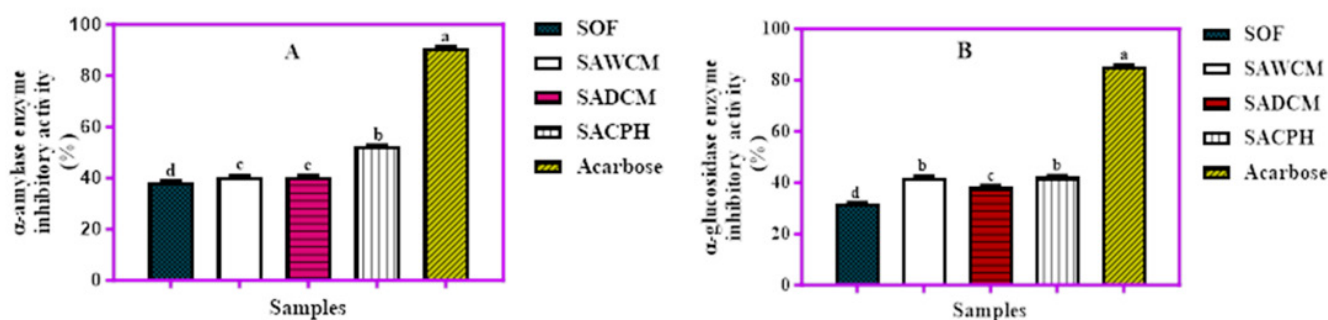 α-amylase enzyme
inhibitory activity
(%)
100
80
60
40
20
0
A
d
c
c
b
a
Samples
SOF
SAWCM
SADCM
SACPH
Acarbose
α-glucosidase enzyme
inhibitory activity
(%)
100
80
60
40
20
0
B
d
b
c
b
a
Samples
SOF
SAWCM
SADCM
SACPH
Acarbose